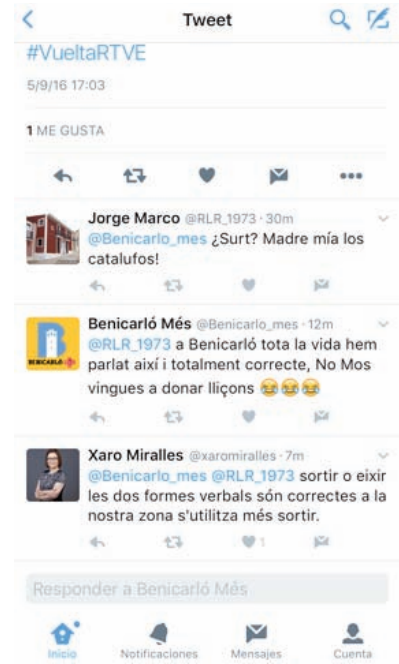 Tweet
#VueltaRTVE
5/9/16 17:03
1 ME GUSTA
Jorge Marco @RLR_1973 · 30m
@Benicarlo_mes ¿Surt? Madre mía los
catalufos!
Benicarló Més @Benicarlo_mes · 12m
@RLR_1973 a Benicarló tota la vida hem
parlat així i totalment correcte, No Mos
vingues a donar lliçons 😂😂😂
BENICARLÓ
Xaro Miralles @xaromiralles · 7m
@Benicarlo_mes @RLR_1973 sortir o eixir
les dos formes verbals són correctes a la
nostra zona s'utilitza més sortir.
1
Responder a Benicarló Més
Inicio Notificaciones Mensajes Cuenta